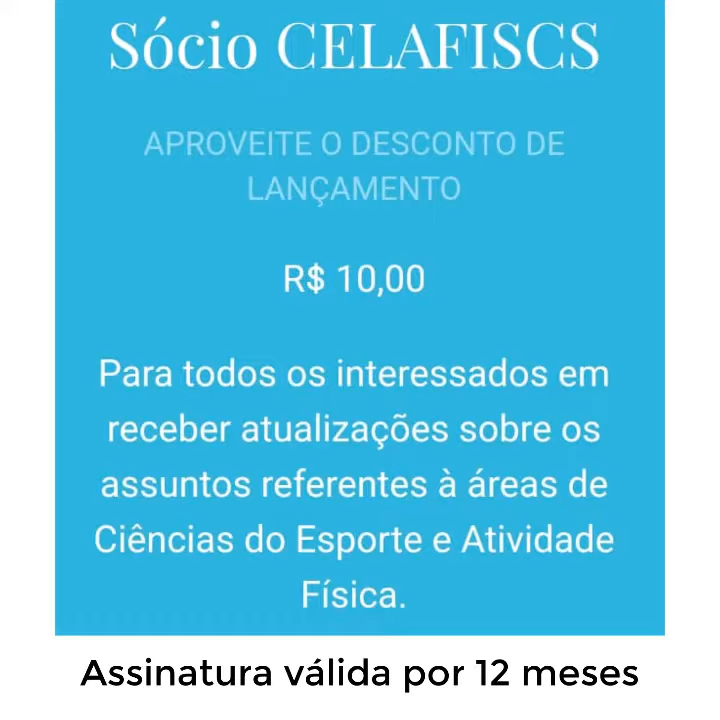 Sócio CELAFISCS
APROVEITE O DESCONTO DE
LANÇAMENTO
R$ 10,00
Para todos os interessados em
receber atualizações sobre os
assuntos referentes à áreas de
Ciências do Esporte e Atividade
Física.
Assinatura válida por 12 meses